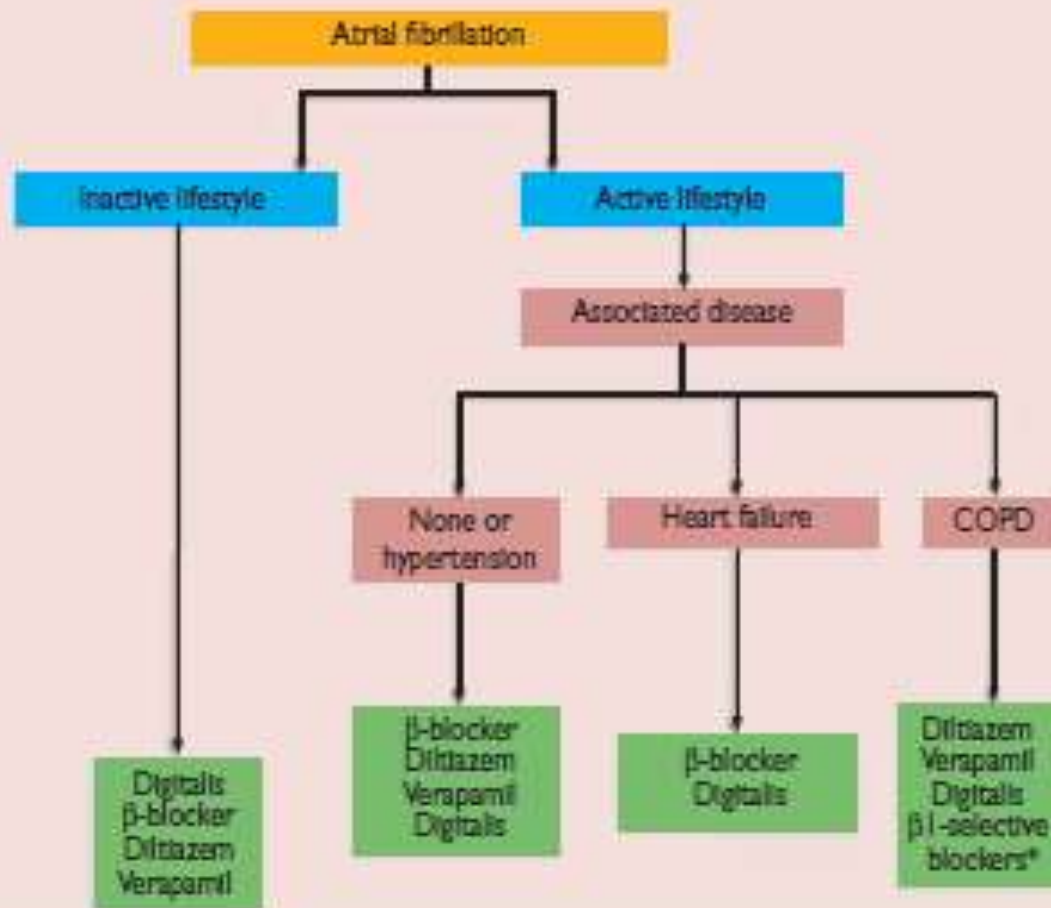 Atrial fibrillation
Inactive lifestyle
Active lifestyle
Associated disease
None or
hypertension
Heart failure
COPD
Digitalis
β-blocker
Diltiazem
Verapamil
β-blocker
Diltiazem
Verapamil
Digitalis
β-blocker
Digitalis
Diltiazem
Verapamil
Digitalis
β1-selective
blockers*